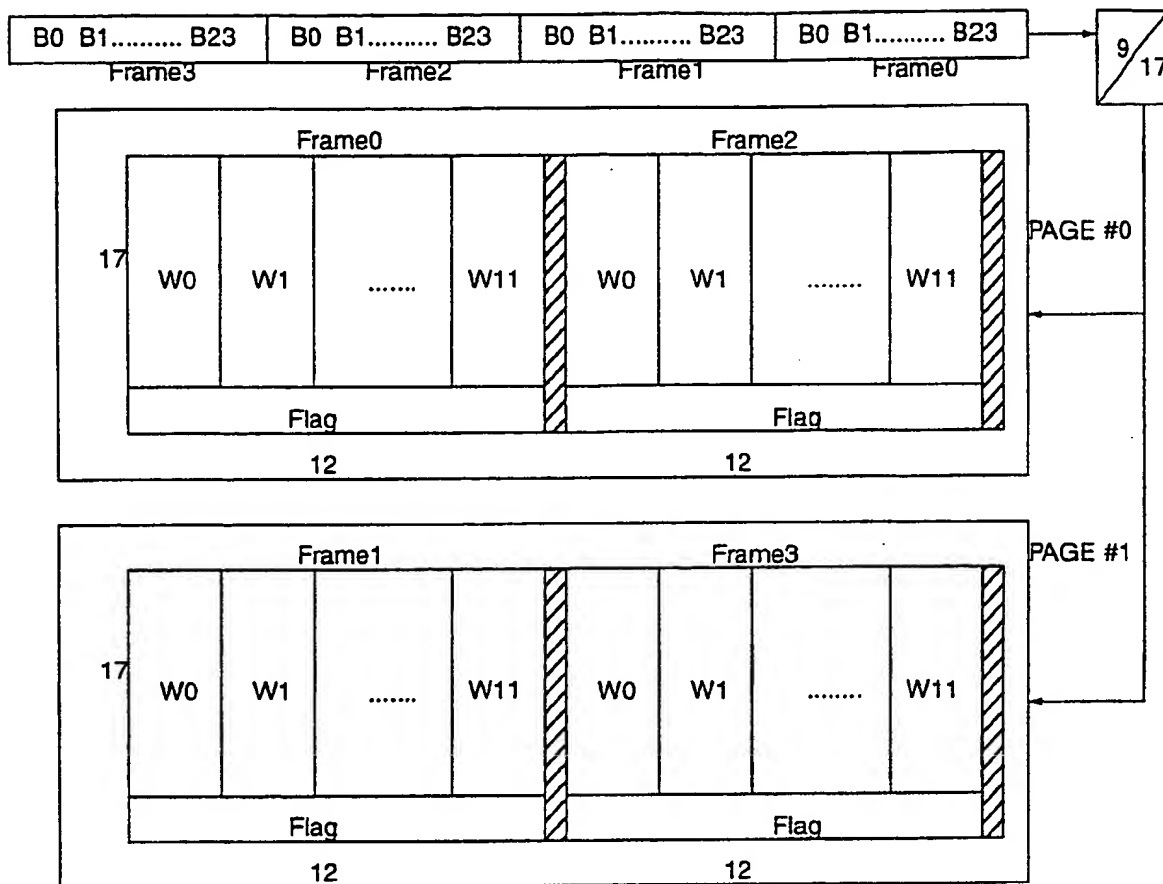 B0 B1.......... B23 B0 B1.......... B23 B0 B1.......... B23 B0 B1.......... B23
9/17
Frame3 Frame2 Frame1 Frame0
Frame0 Frame2
PAGE #0
17
W0 W1 ....... W11 W0 W1 ........ W11
Flag Flag
12 12
Frame1 Frame3
PAGE #1
17
W0 W1 ....... W11 W0 W1 ........ W11
Flag Flag
12 12